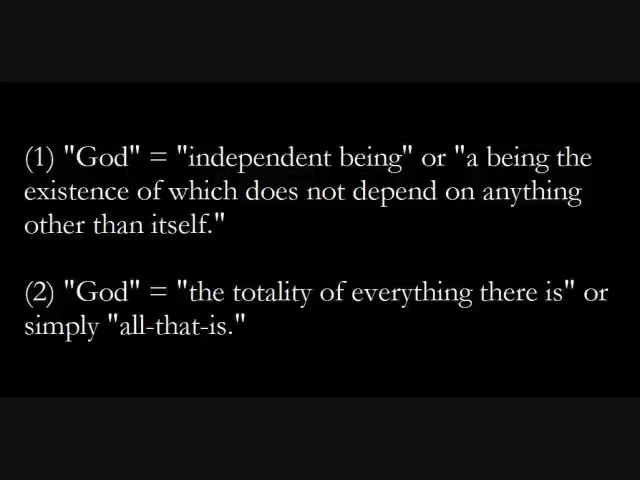 (1) "God" = "independent being" or "a being the
existence of which does not depend on anything
other than itself."
(2) "God" = "the totality of everything there is" or
simply "all-that-is."